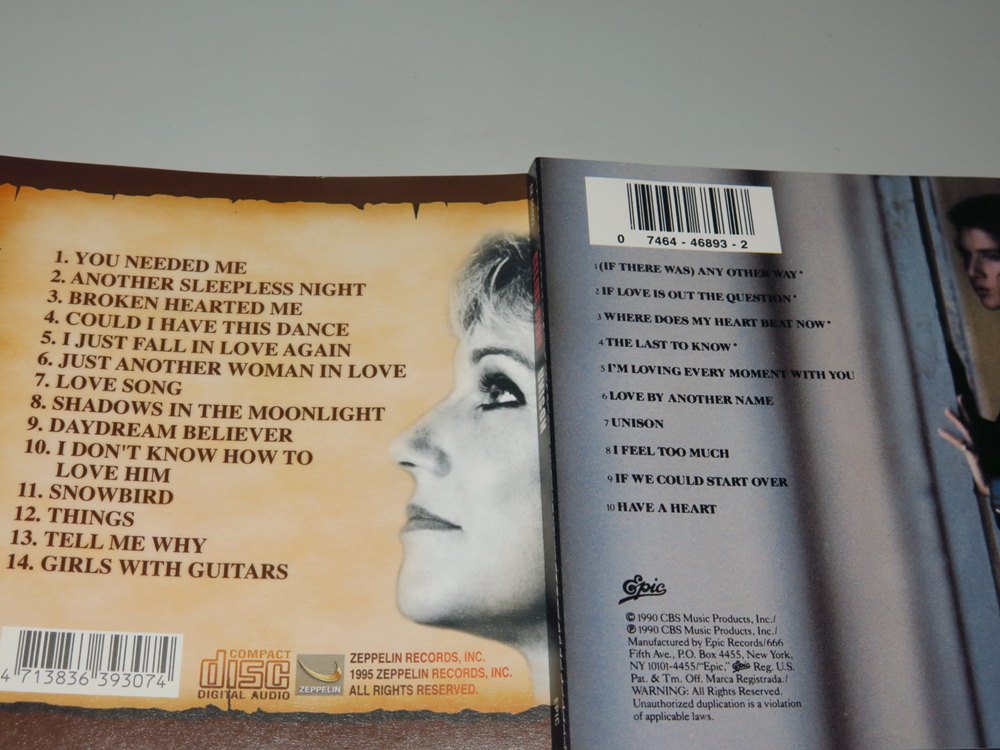 1. YOU NEEDED ME
2. ANOTHER SLEEPLESS NIGHT
3. BROKEN HEARTED ME
4. COULD I HAVE THIS DANCE
5. I JUST FALL IN LOVE AGAIN
6. JUST ANOTHER WOMAN IN LOVE
7. LOVE SONG
8. SHADOWS IN THE MOONLIGHT
9. DAYDREAM BELIEVER
10. I DON'T KNOW HOW TO
LOVE HIM
11. SNOWBIRD
12. THINGS
13. TELL ME WHY
14. GIRLS WITH GUITARS
4 713836 393074
COMPACT
disc
DIGITAL AUDIO
ZEPPELIN
ZEPPELIN RECORDS, INC.
1995 ZEPPELIN RECORDS, INC.
ALL RIGHTS RESERVED.
0 7464-46893-2
1 (IF THERE WAS) ANY OTHER WAY*
2 IF LOVE IS OUT THE QUESTION*
3 WHERE DOES MY HEART BEAT NOW*
4 THE LAST TO KNOW*
5 I'M LOVING EVERY MOMENT WITH YOU
6 LOVE BY ANOTHER NAME
7 UNISON
8 I FEEL TOO MUCH
9 IF WE COULD START OVER
10 HAVE A HEART
Epic
© 1990 CBS Music Products, Inc./
℗ 1990 CBS Music Products, Inc./
Manufactured by Epic Records/666
Fifth Ave., P.O. Box 4455, New York,
NY 10101-4455/"Epic," Epic Reg. U.S.
Pat. & Tm. Off. Marca Registrada./
WARNING: All Rights Reserved.
Unauthorized duplication is a violation
of applicable laws.